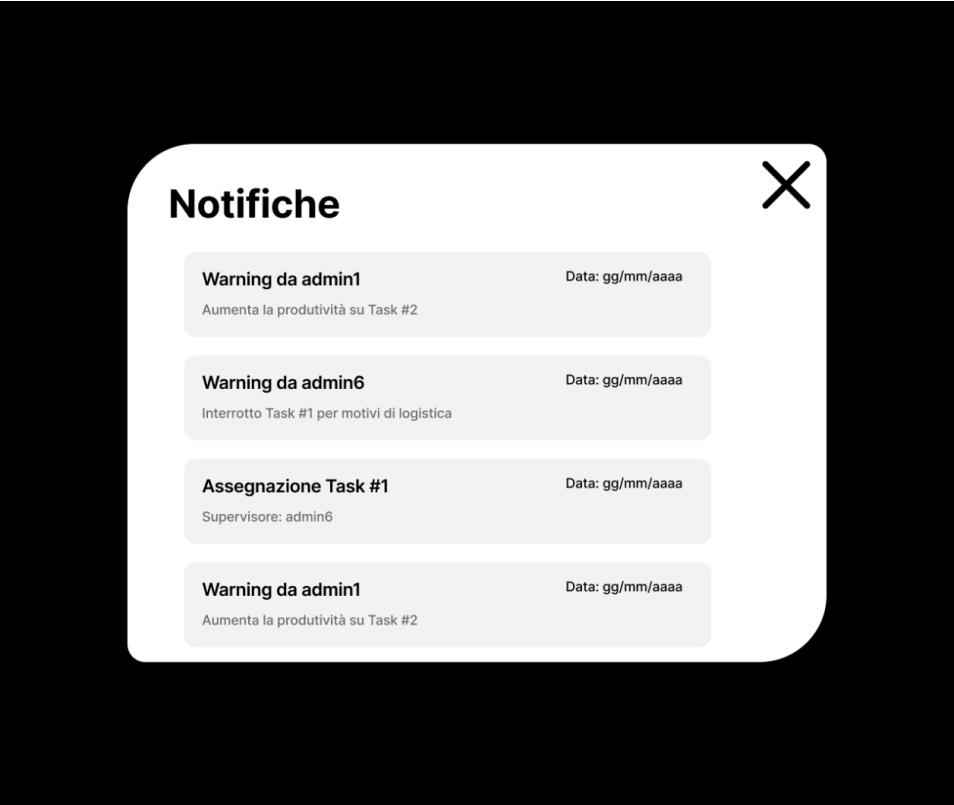 Notifiche
Warning da admin1
Data: gg/mm/aaaa
Aumenta la produtività su Task #2
Warning da admin6
Data: gg/mm/aaaa
Interrotto Task #1 per motivi di logistica
Assegnazione Task #1
Data: gg/mm/aaaa
Supervisore: admin6
Warning da admin1
Data: gg/mm/aaaa
Aumenta la produtività su Task #2